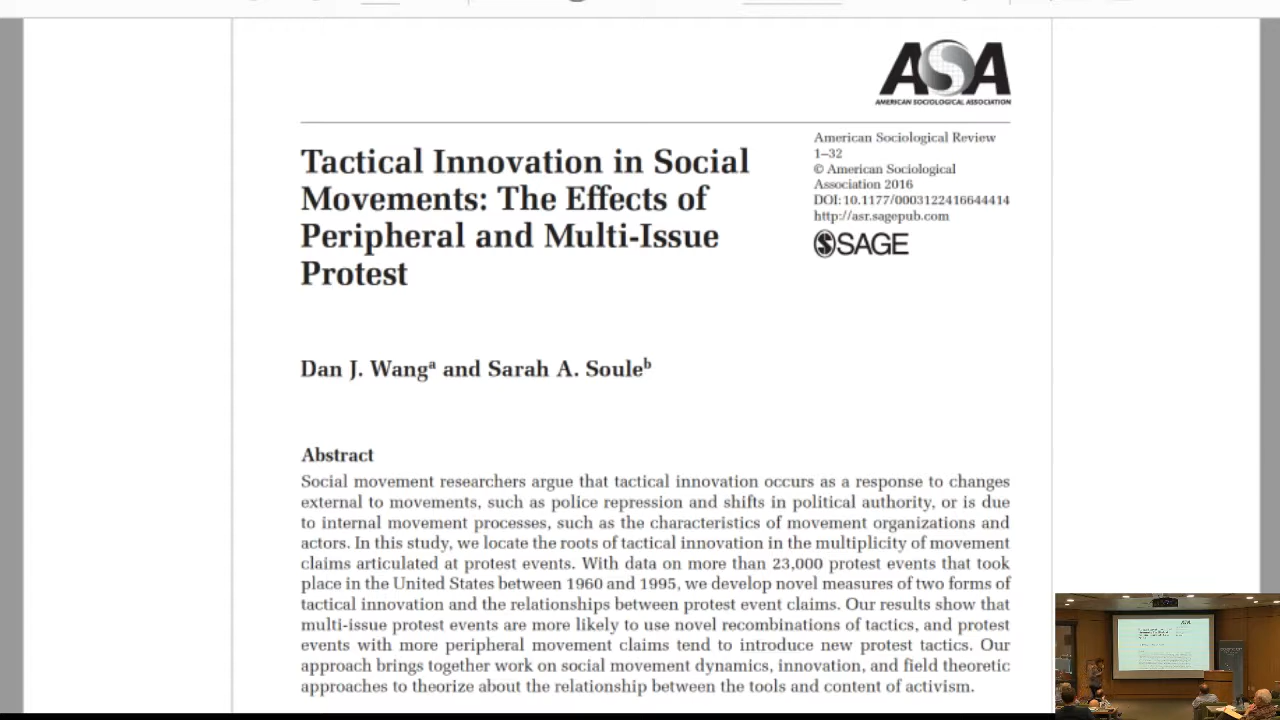 ASA
AMERICAN SOCIOLOGICAL ASSOCIATION
American Sociological Review
1–32
© American Sociological
Association 2016
DOI: 10.1177/0003122416644414
http://asr.sagepub.com
SAGE
Tactical Innovation in Social
Movements: The Effects of
Peripheral and Multi-Issue
Protest
Dan J. Wangᵃ and Sarah A. Souleᵇ
Abstract
Social movement researchers argue that tactical innovation occurs as a response to changes
external to movements, such as police repression and shifts in political authority, or is due
to internal movement processes, such as the characteristics of movement organizations and
actors. In this study, we locate the roots of tactical innovation in the multiplicity of movement
claims articulated at protest events. With data on more than 23,000 protest events that took
place in the United States between 1960 and 1995, we develop novel measures of two forms of
tactical innovation and the relationships between protest event claims. Our results show that
multi-issue protest events are more likely to use novel recombinations of tactics, and protest
events with more peripheral movement claims tend to introduce new protest tactics. Our
approach brings together work on social movement dynamics, innovation, and field theoretic
approaches to theorize about the relationship between the tools and content of activism.
ASA